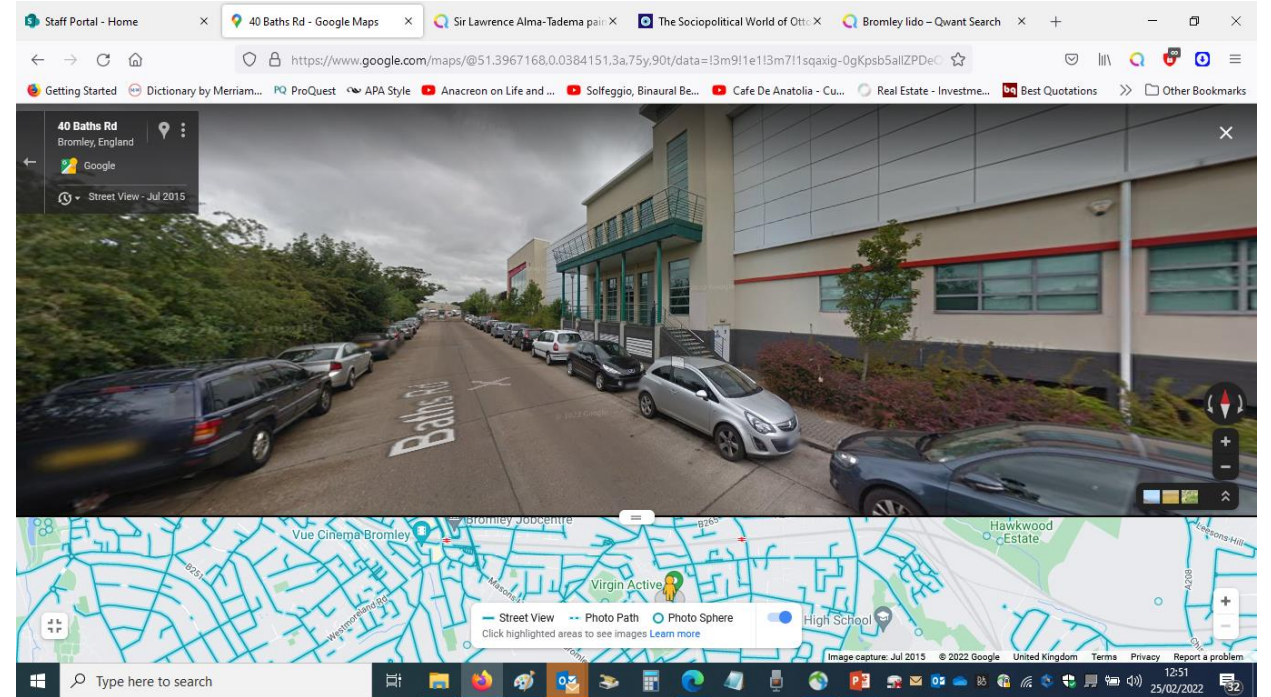 Staff Portal - Home
40 Baths Rd - Google Maps
Sir Lawrence Alma-Tadema pain
The Sociopolitical World of Otto
Bromley lido – Qwant Search
https://www.google.com/maps/@51.3967168,0.0384151,3a,75y,90t/data=!3m9!1e1!3m7!1sqaxig-0gKpsb5allZPDeO
Getting Started
Dictionary by Merriam...
PQ ProQuest
APA Style
Anacreon on Life and ...
Solfeggio, Binaural Be...
Cafe De Anatolia - Cu...
Real Estate - Investme...
bq Best Quotations
Other Bookmarks
40 Baths Rd
Bromley, England
Google
Street View - Jul 2015
Baths Rd
Bromley Jobcentre
B265
Hawkwood
Estate
Leesons Hill
Vue Cinema Bromley
B251
A208
Masons
Virgin Active
Westmoreland Rd
Street View
Photo Path
Photo Sphere
High School
Click highlighted areas to see images Learn more
Image capture: Jul 2015 © 2022 Google United Kingdom Terms Privacy Report a problem
Type here to search
12:51
25/02/2022
32